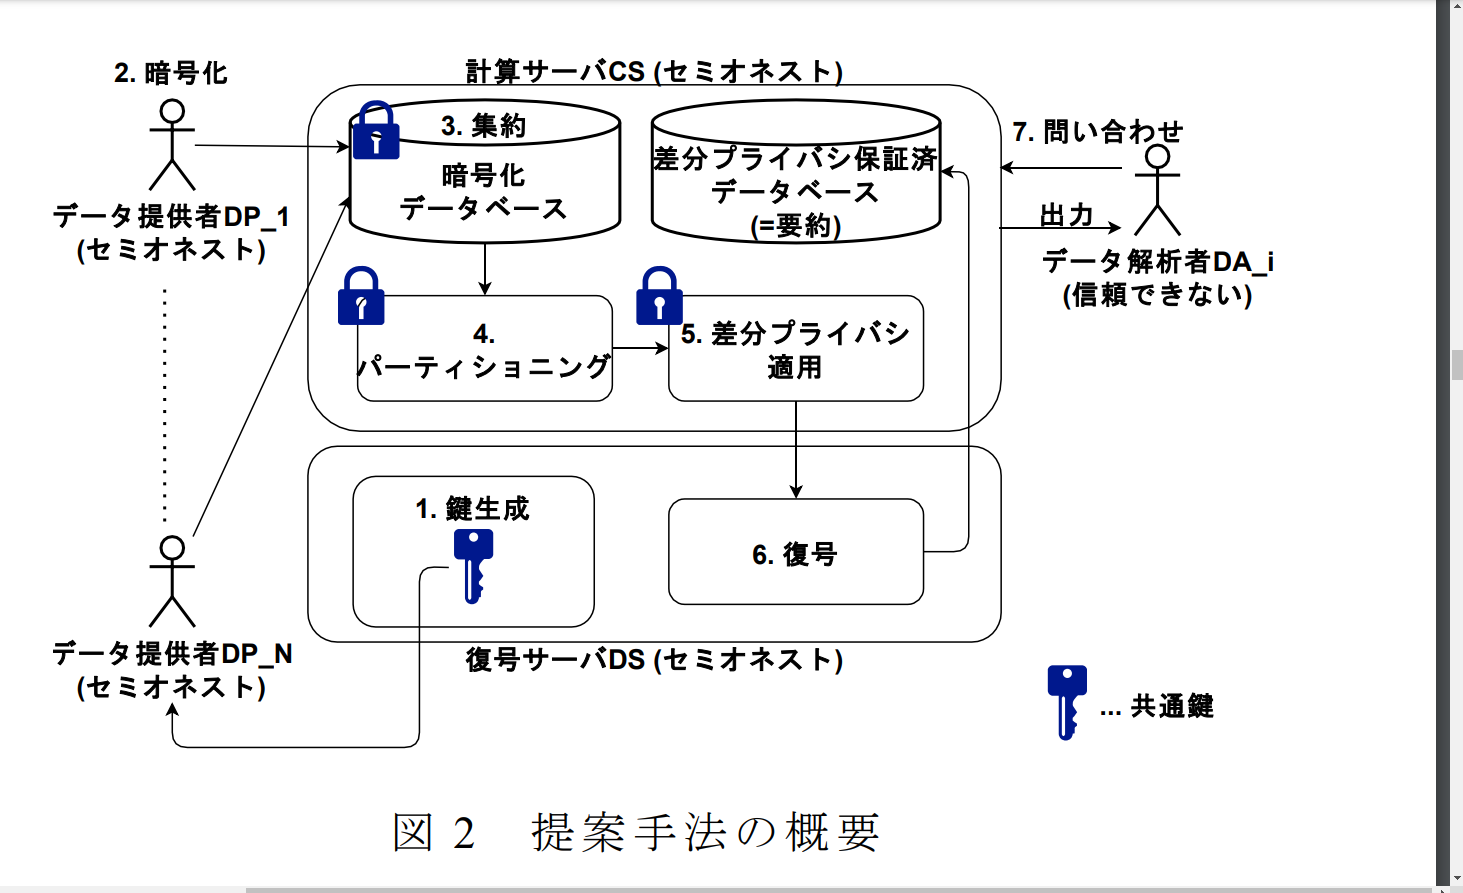 2. 暗号化
計算サーバCS (セミオネスト)
3. 集約
暗号化
データベース
差分プライバシ保証済
データベース
(=要約)
7. 問い合わせ
出力
データ提供者DP_1
(セミオネスト)
データ解析者DA_i
(信頼できない)
4.
パーティショニング
5. 差分プライバシ
適用
1. 鍵生成
6. 復号
データ提供者DP_N
(セミオネスト)
復号サーバDS (セミオネスト)
... 共通鍵
図 2 提案手法の概要